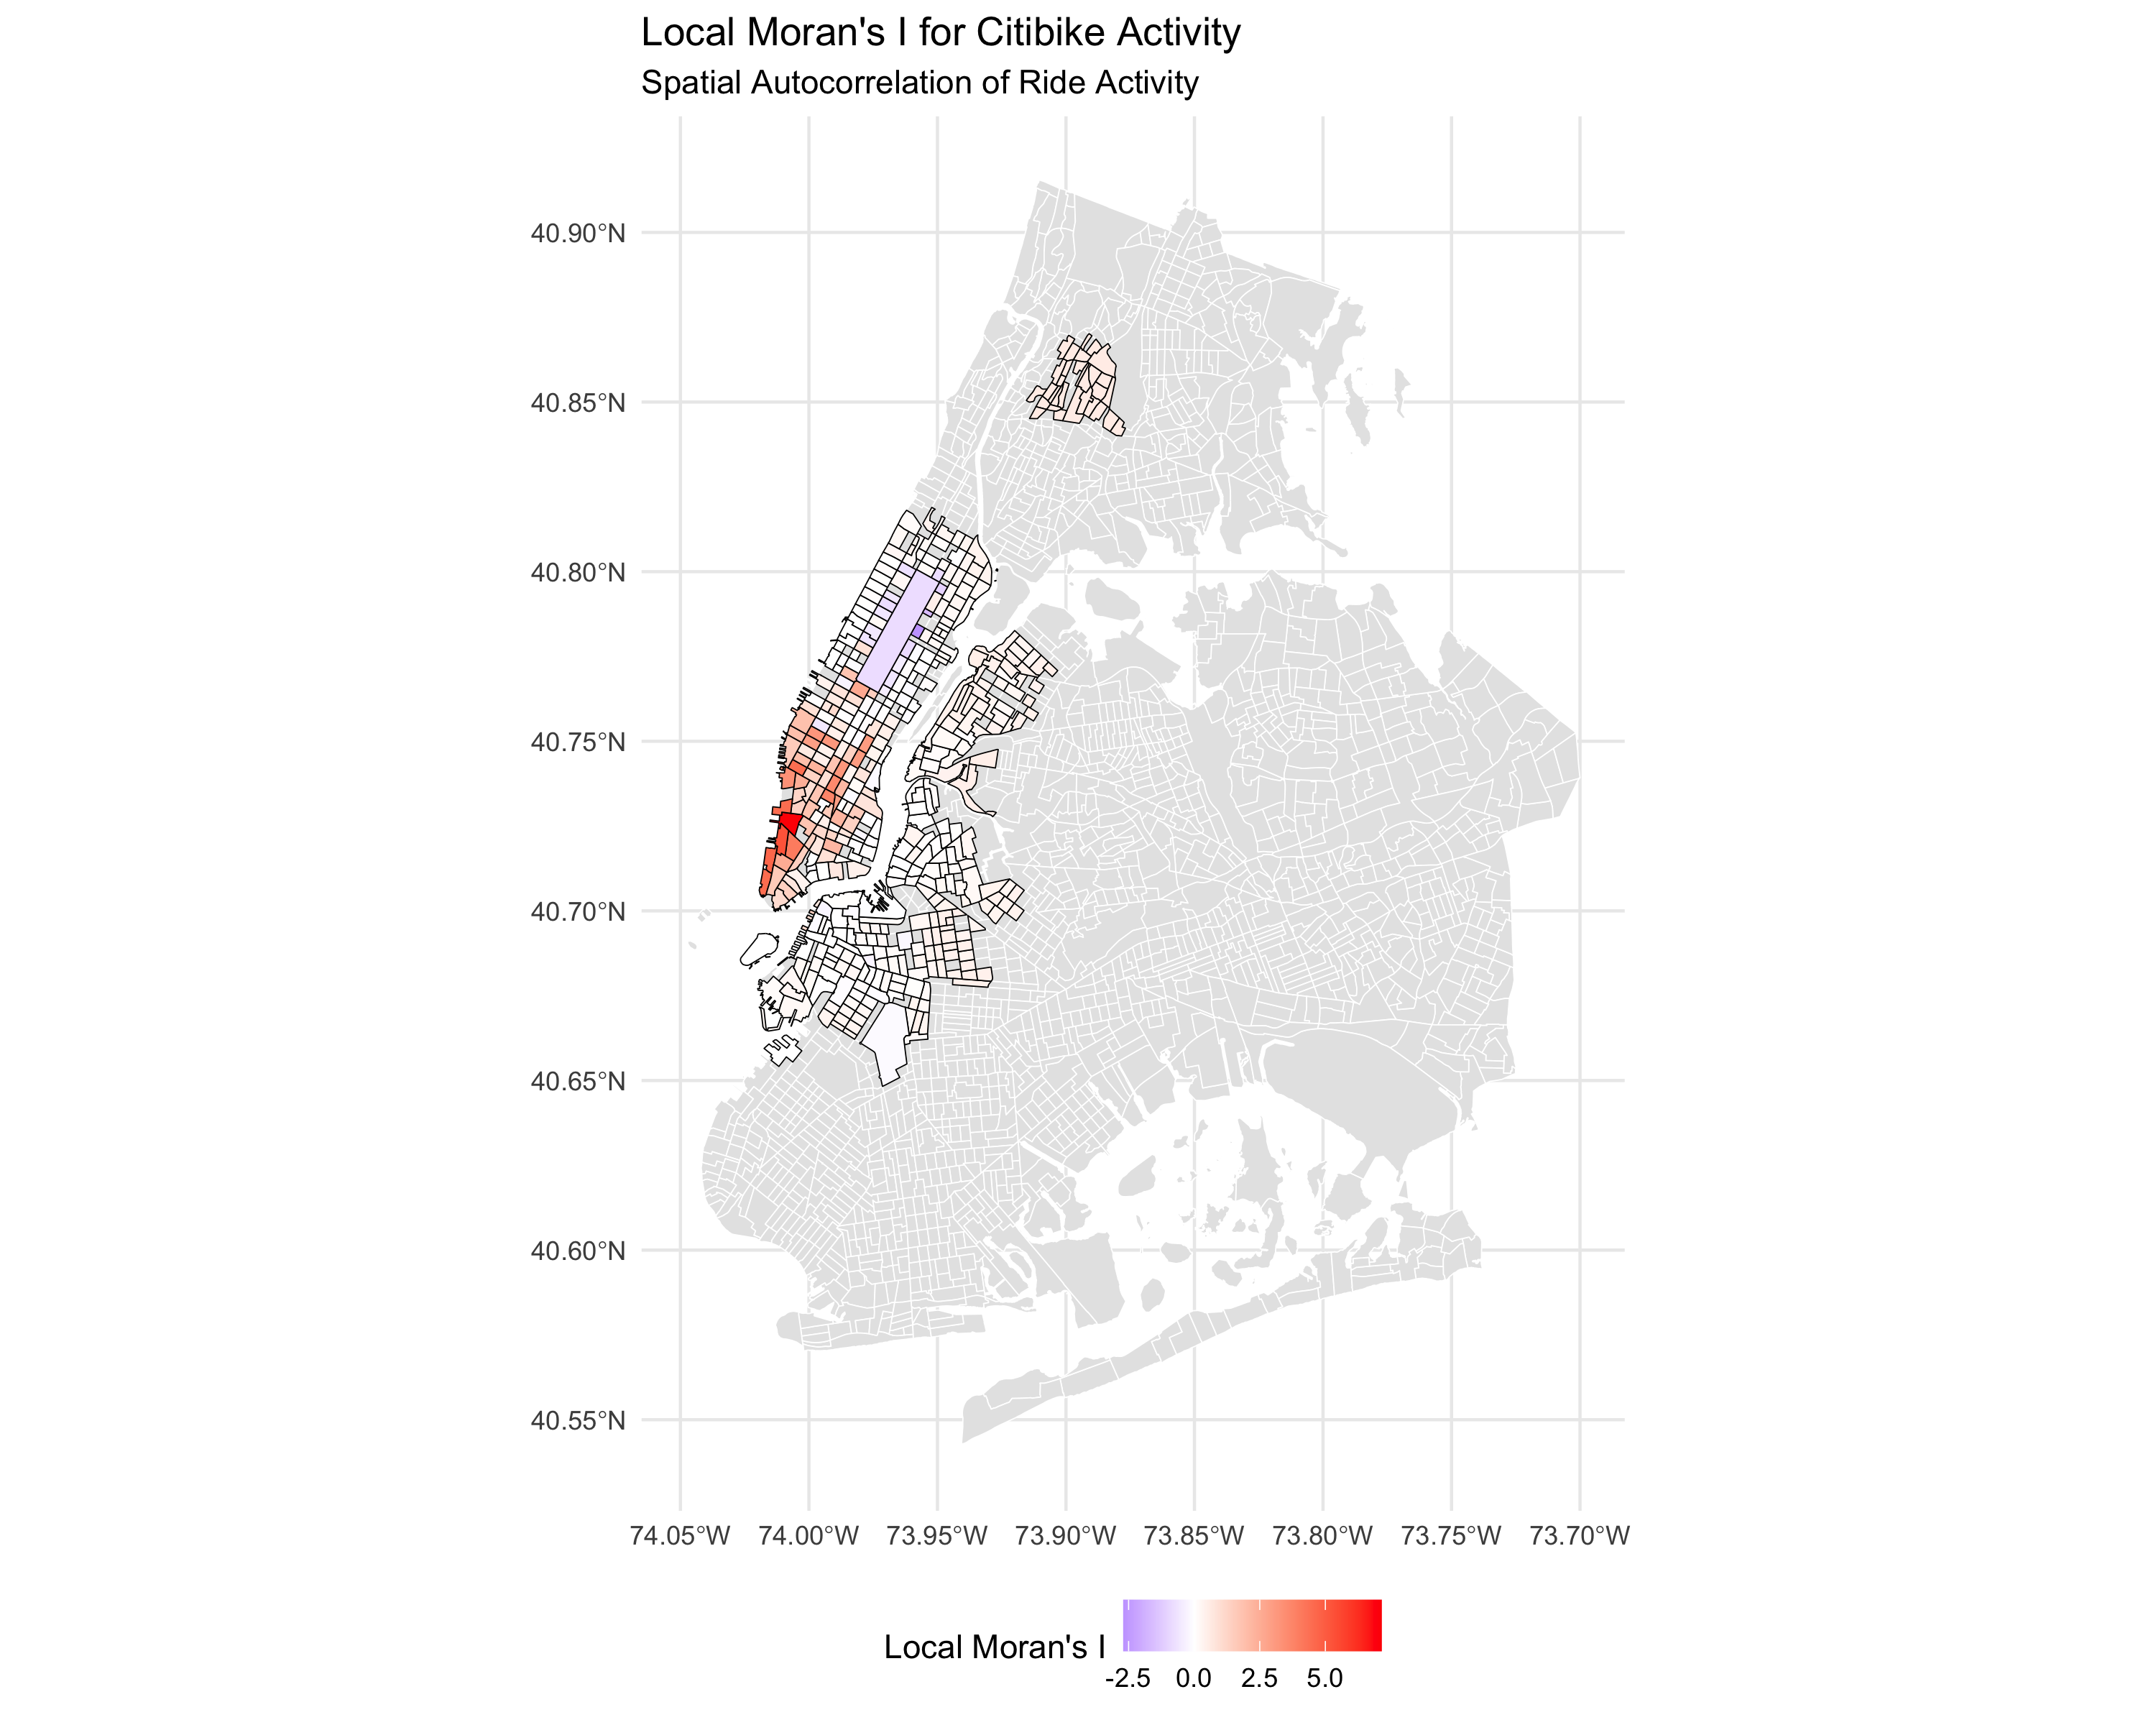 Local Moran's I for Citibike Activity
Spatial Autocorrelation of Ride Activity
40.90°N
40.85°N
40.80°N
40.75°N
40.70°N
40.65°N
40.60°N
40.55°N
74.05°W 74.00°W 73.95°W 73.90°W 73.85°W 73.80°W 73.75°W 73.70°W
Local Moran's I
-2.5 0.0 2.5 5.0